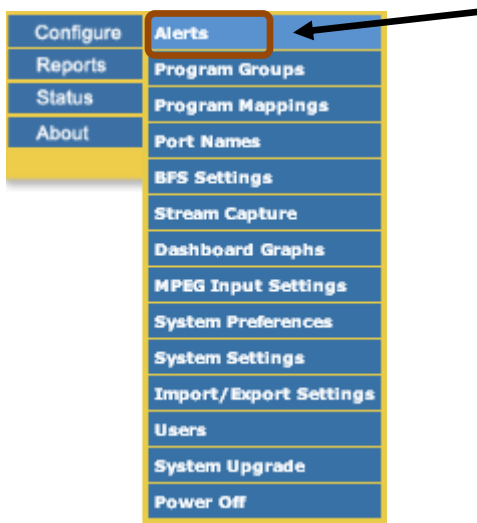 Configure
Reports
Status
About
Alerts
Program Groups
Program Mappings
Port Names
BFS Settings
Stream Capture
Dashboard Graphs
MPEG Input Settings
System Preferences
System Settings
Import/Export Settings
Users
System Upgrade
Power Off